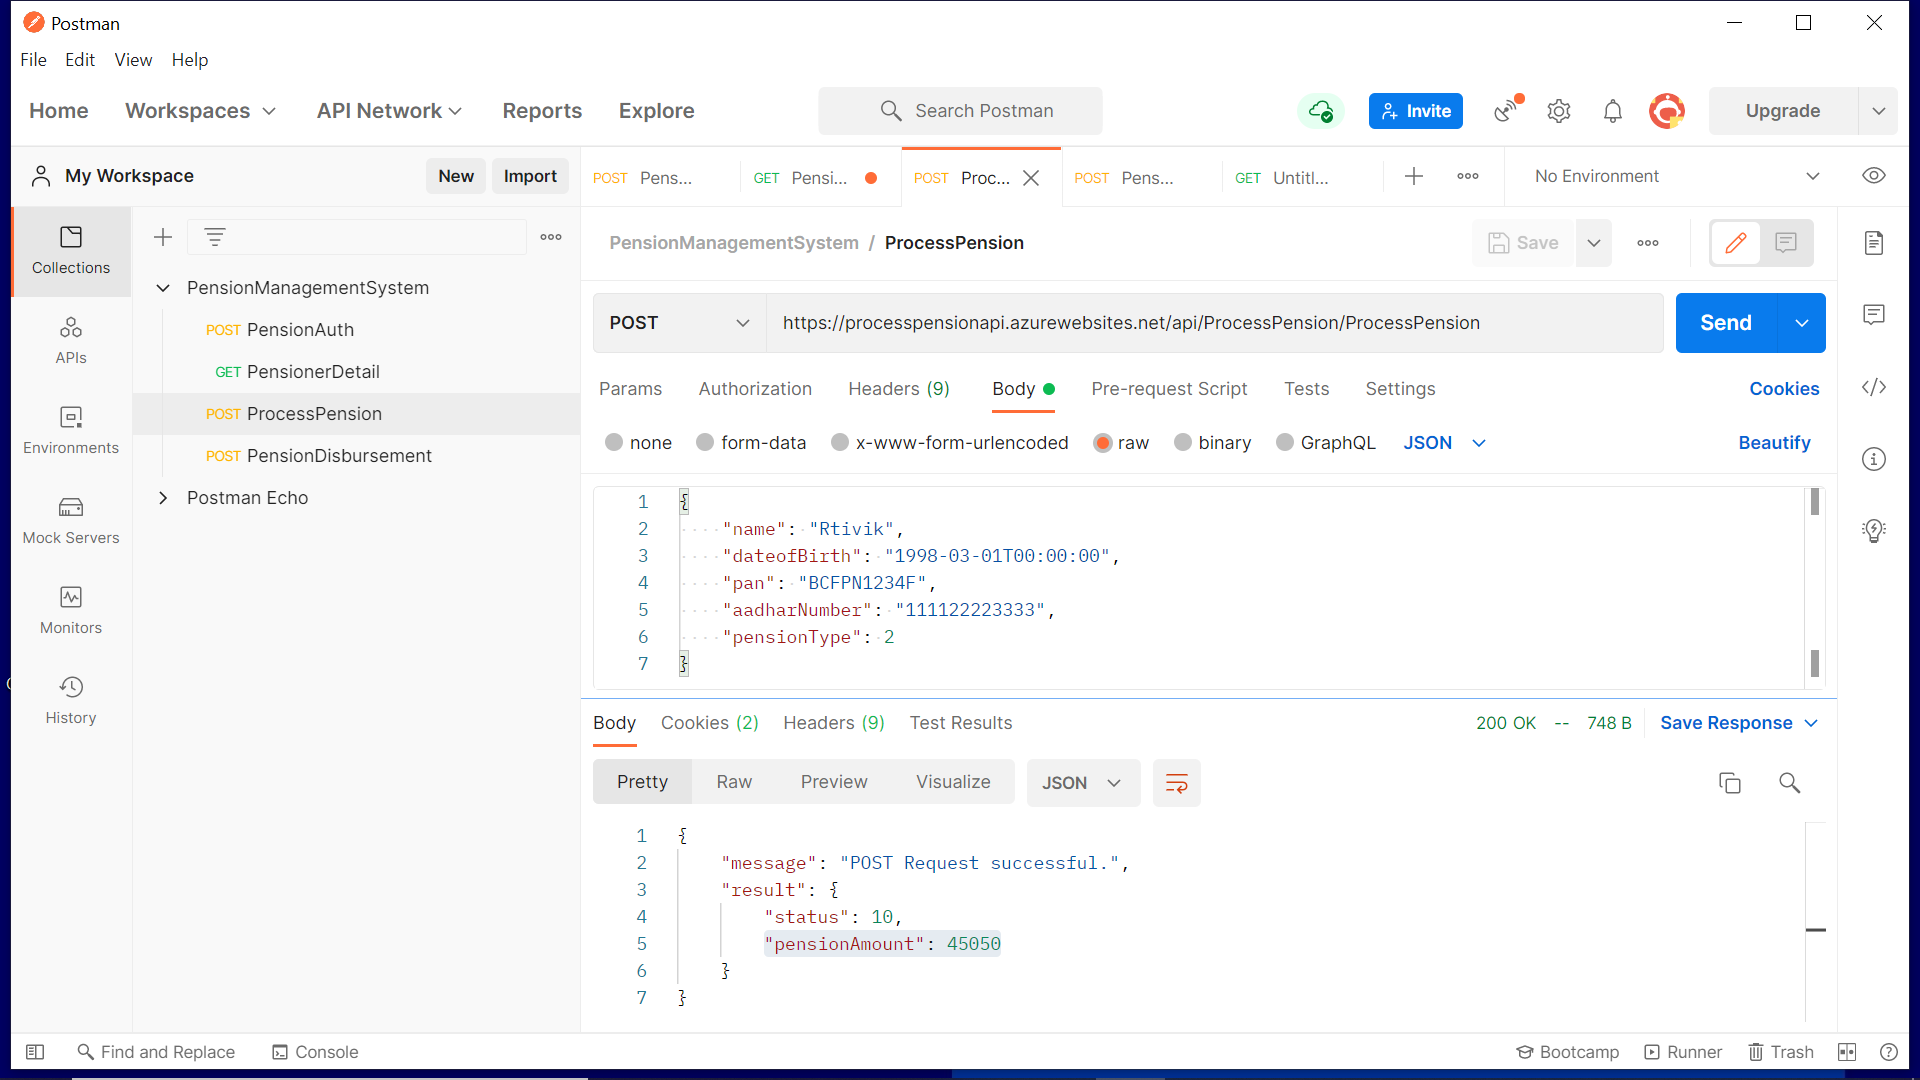 Postman
File Edit View Help
Home Workspaces API Network Reports Explore Search Postman Invite Upgrade
My Workspace New Import
POST Pens... GET Pensi... POST Proc... POST Pens... GET Untitl... No Environment
Collections
APIs
Environments
Mock Servers
Monitors
History
PensionManagementSystem
POST PensionAuth
GET PensionerDetail
POST ProcessPension
POST PensionDisbursement
Postman Echo
PensionManagementSystem / ProcessPension Save
POST https://processpensionapi.azurewebsites.net/api/ProcessPension/ProcessPension Send
Params Authorization Headers (9) Body Pre-request Script Tests Settings Cookies
none form-data x-www-form-urlencoded raw binary GraphQL JSON Beautify
1 {
2 "name": "Rtivik",
3 "dateofBirth": "1998-03-01T00:00:00",
4 "pan": "BCFPN1234F",
5 "aadharNumber": "111122223333",
6 "pensionType": 2
7 }
Body Cookies (2) Headers (9) Test Results 200 OK -- 748 B Save Response
Pretty Raw Preview Visualize JSON
1 {
2 "message": "POST Request successful.",
3 "result": {
4 "status": 10,
5 "pensionAmount": 45050
6 }
7 }
Find and Replace Console Bootcamp Runner Trash